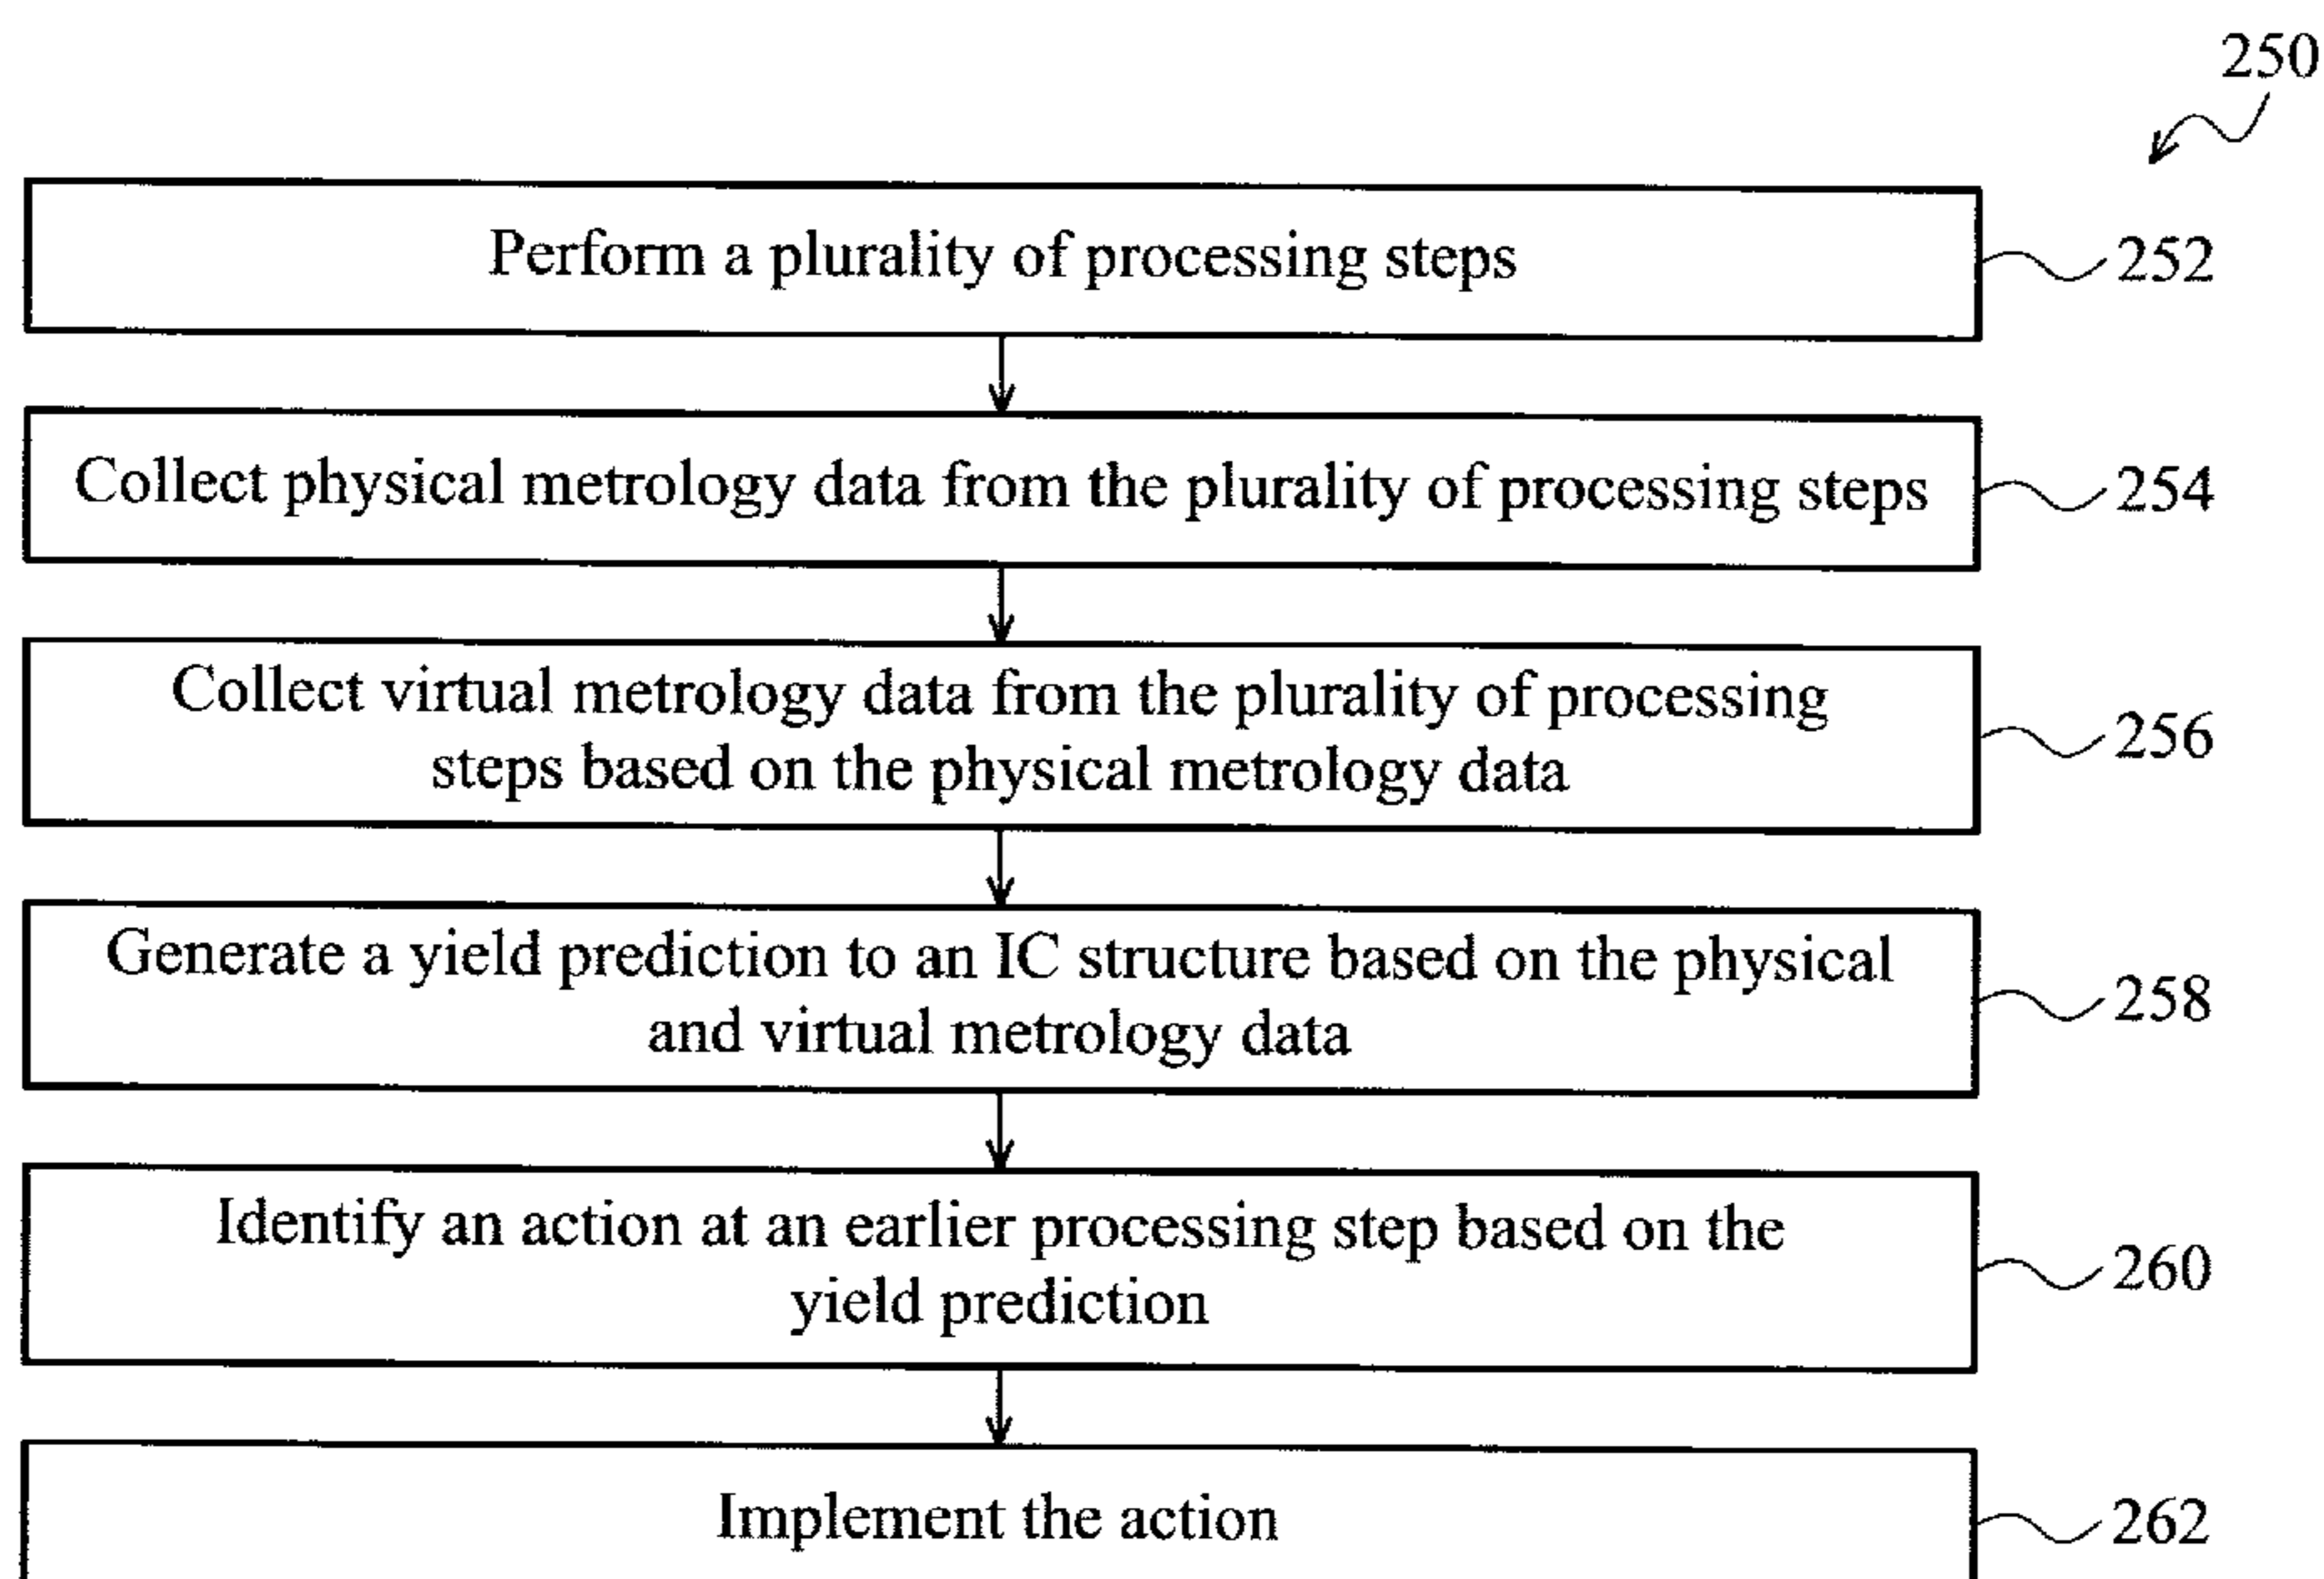 250
Perform a plurality of processing steps
252
Collect physical metrology data from the plurality of processing steps
254
Collect virtual metrology data from the plurality of processing
steps based on the physical metrology data
256
Generate a yield prediction to an IC structure based on the physical
and virtual metrology data
258
Identify an action at an earlier processing step based on the
yield prediction
260
Implement the action
262